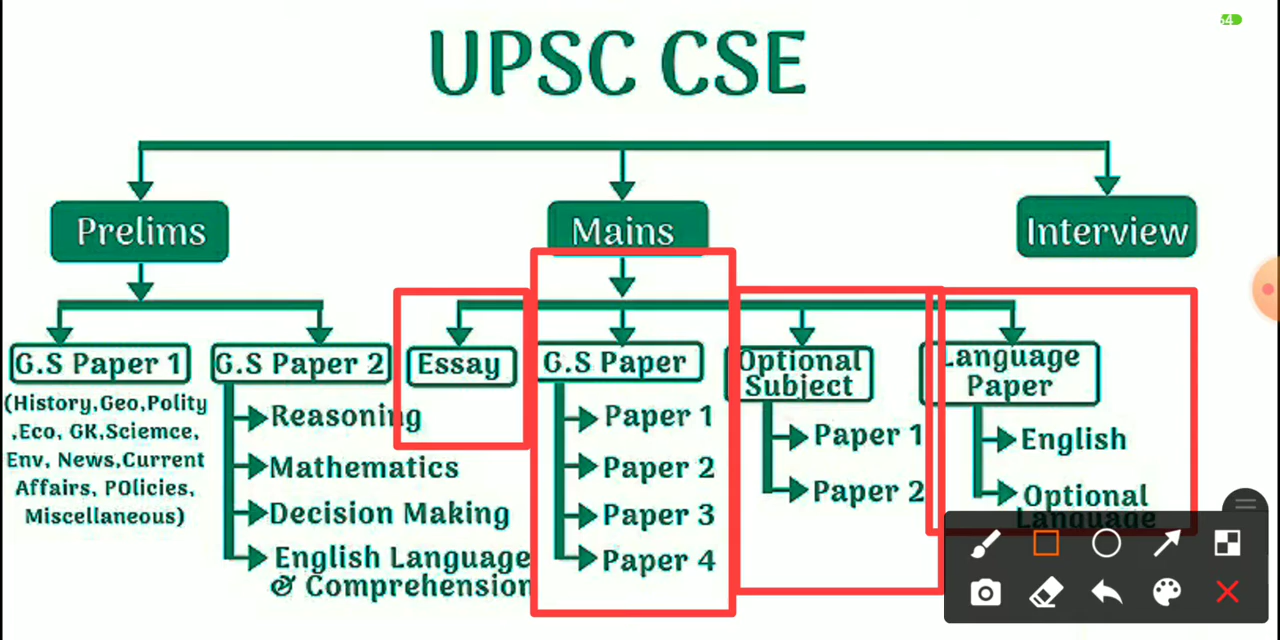 UPSC CSE
Prelims
Mains
Interview
G.S Paper 1
(History,Geo,Polity
,Eco, GK,Sciemce,
Env, News,Current
Affairs, POlicies,
Miscellaneous)
G.S Paper 2
Reasoning
Mathematics
Decision Making
English Language
& Comprehension
Essay
G.S Paper
Paper 1
Paper 2
Paper 3
Paper 4
Optional
Subject
Paper 1
Paper 2
Language
Paper
English
Optional
Language